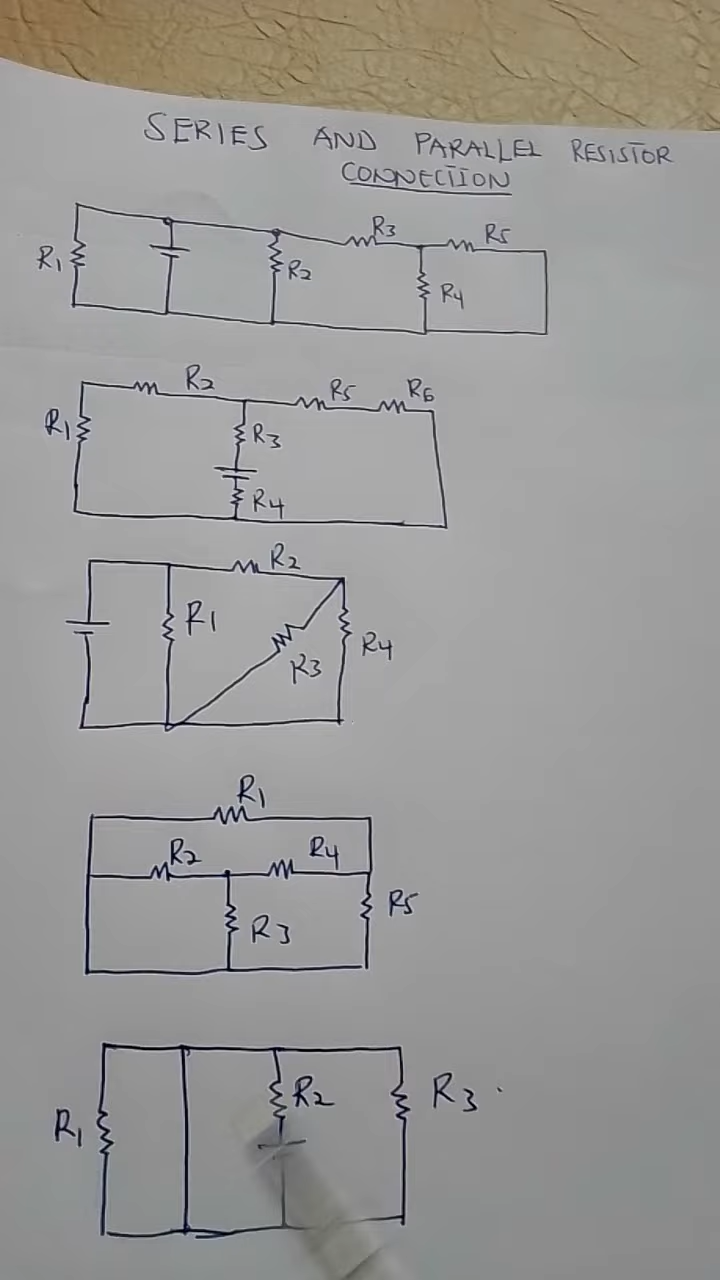 SERIES AND PARALLEL RESISTOR
CONNECTION
R1
R2
R3
R4
R5
R1
R2
R3
R4
R5
R6
R1
R2
R3
R4
R1
R2
R4
R3
R5
R1
R2
R3